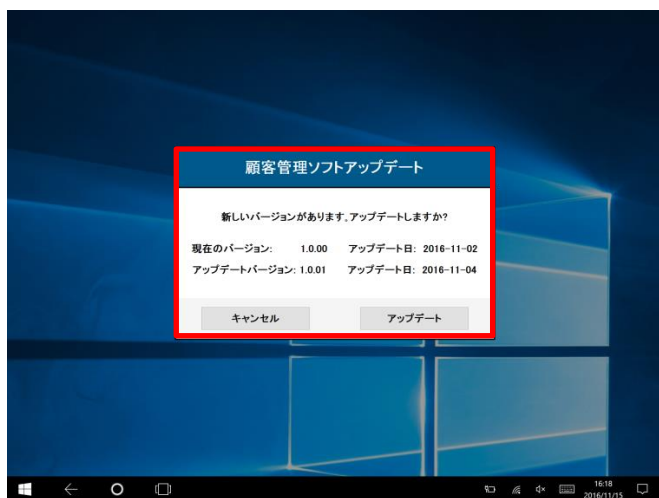 顧客管理ソフトアップデート
新しいバージョンがあります,アップデートしますか?
現在のバージョン: 1.0.00 アップデート日: 2016-11-02
アップデートバージョン: 1.0.01 アップデート日: 2016-11-04
キャンセル アップデート
16:18
2016/11/15